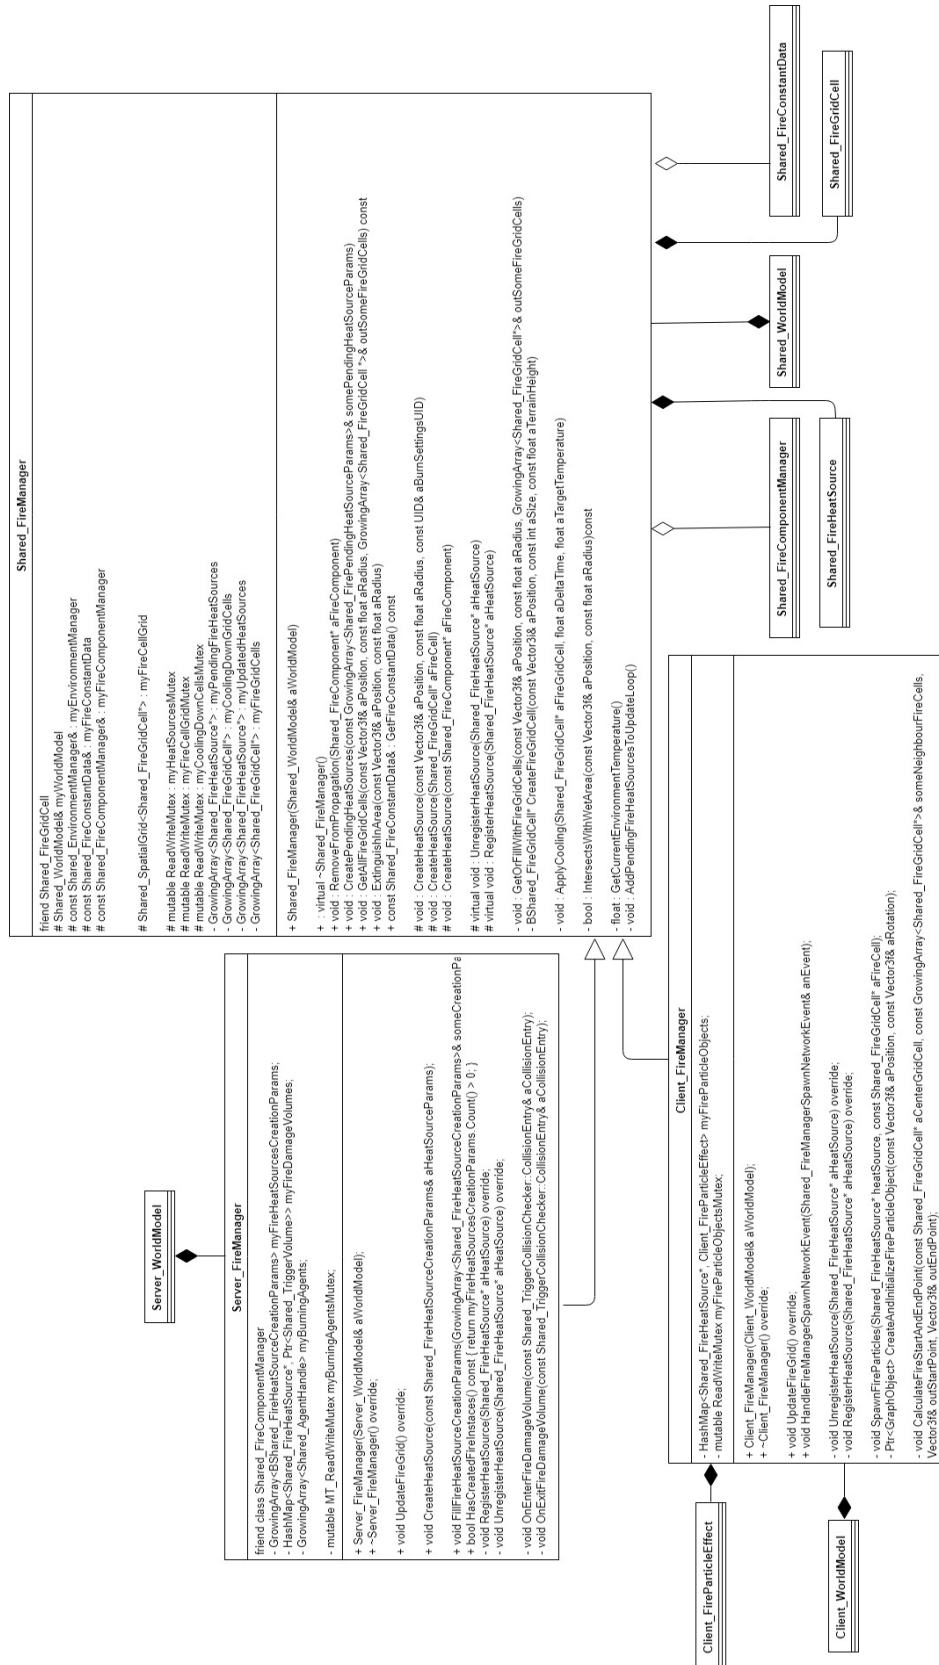 Shared_FireManager
friend Shared_FireGridCell
# Shared_WorldModel& myWorldModel
# const Shared_EnvironmentManager& : myEnvironmentManager
# const Shared_FireConstantData& : myFireConstantData
# const Shared_FireComponentManager& : myFireComponentManager
# Shared_SpatialGrid<Shared_FireGridCell*> : myFireCellGrid
# mutable ReadWriteMutex : myHeatSourcesMutex
# mutable ReadWriteMutex : myFireCellGridMutex
# mutable ReadWriteMutex : myCoolingDownCellsMutex
- GrowingArray<Shared_FireHeatSource*> : myPendingFireHeatSources
- GrowingArray<Shared_FireGridCell*> : myCoolingDownGridCells
- GrowingArray<Shared_FireHeatSource*> : myUpdatedHeatSources
- GrowingArray<Shared_FireGridCell*> : myFireGridCells
+ Shared_FireManager(Shared_WorldModel& aWorldModel)
+ : virtual ~Shared_FireManager()
+ void : RemoveFromPropagation(Shared_FireComponent* aFireComponent)
+ void : CreatePendingHeatSources(const GrowingArray<Shared_FirePendingHeatSourceParams>& somePendingHeatSourceParams)
+ void : GetAllFireGridCells(const Vector3f& aPosition, const float aRadius, GrowingArray<Shared_FireGridCell *>& outSomeFireGridCells) const
+ void : ExtinguishInArea(const Vector3f& aPosition, const float aRadius)
+ const Shared_FireConstantData& : GetFireConstantData() const
# void : CreateHeatSource(const Vector3f& aPosition, const float aRadius, const UID& aBurnSettingsUID)
# void : CreateHeatSource(Shared_FireGridCell* aFireCell)
# void : CreateHeatSource(const Shared_FireComponent* aFireComponent)
# virtual void : UnregisterHeatSource(Shared_FireHeatSource* aHeatSource)
# virtual void : RegisterHeatSource(Shared_FireHeatSource* aHeatSource)
- void : GetOrFillWithFireGridCells(const Vector3f& aPosition, const float aRadius, GrowingArray<Shared_FireGridCell*>& outSomeFireGridCells)
- BShared_FireGridCell* CreateFireGridCell(const Vector3f& aPosition, const int aSize, const float aTerrainHeight)
- void : ApplyCooling(Shared_FireGridCell* aFireGridCell, float aDeltaTime, float aTargetTemperature)
- bool : IntersectsWithWetArea(const Vector3f& aPosition, const float aRadius)const
- float : GetCurrentEnvironmentTemperature()
- void : AddPendingFireHeatSourcesToUpdateLoop()
Server_WorldModel
Server_FireManager
friend class Shared_FireComponentManager
- GrowingArray<BShared_FireHeatSourceCreationParams> myFireHeatSourcesCreationParams;
- HashMap<Shared_FireHeatSource*, Ptr<Shared_TriggerVolume>> myFireDamageVolumes;
- GrowingArray<Shared_AgentHandle> myBurningAgents;
- mutable MT_ReadWriteMutex myBurningAgentsMutex;
+ Server_FireManager(Server_WorldModel& aWorldModel);
+ ~Server_FireManager() override;
+ void UpdateFireGrid() override;
+ void CreateHeatSource(const Shared_FireHeatSourceCreationParams& aHeatSourceParams);
+ void FillFireHeatSourceCreationParams(GrowingArray<Shared_FireHeatSourceCreationParams>& someCreationPa
+ bool HasCreatedFireInstaces() const { return myFireHeatSourcesCreationParams.Count() > 0; }
- void RegisterHeatSource(Shared_FireHeatSource* aHeatSource) override;
- void UnregisterHeatSource(Shared_FireHeatSource* aHeatSource) override;
- void OnEnterFireDamageVolume(const Shared_TriggerCollisionChecker::CollisionEntry& aCollisionEntry);
- void OnExitFireDamageVolume(const Shared_TriggerCollisionChecker::CollisionEntry& aCollisionEntry);
Shared_FireComponentManager
Shared_FireHeatSource
Shared_WorldModel
Shared_FireConstantData
Shared_FireGridCell
Client_FireParticleEffect
Client_WorldModel
Client_FireManager
- HashMap<Shared_FireHeatSource*, Client_FireParticleEffect> myFireParticleObjects;
- mutable ReadWriteMutex myFireParticleObjectsMutex;
+ Client_FireManager(Client_WorldModel& aWorldModel);
+ ~Client_FireManager() override;
+ void UpdateFireGrid() override;
+ void HandleFireManagerSpawnNetworkEvent(Shared_FireManagerSpawnNetworkEvent& anEvent);
- void UnregisterHeatSource(Shared_FireHeatSource* aHeatSource) override;
- void RegisterHeatSource(Shared_FireHeatSource* aHeatSource) override;
- void SpawnFireParticles(Shared_FireHeatSource* heatSource, const Shared_FireGridCell* aFireCell);
- Ptr<GraphObject> CreateAndInitializeFireParticleObject(const Vector3f& aPosition, const Vector3f& aRotation);
- void CalculateFireStartAndEndPoint(const Shared_FireGridCell* aCenterGridCell, const GrowingArray<Shared_FireGridCell*>& someNeighbourFireCells,
Vector3f& outStartPoint, Vector3f& outEndPoint);